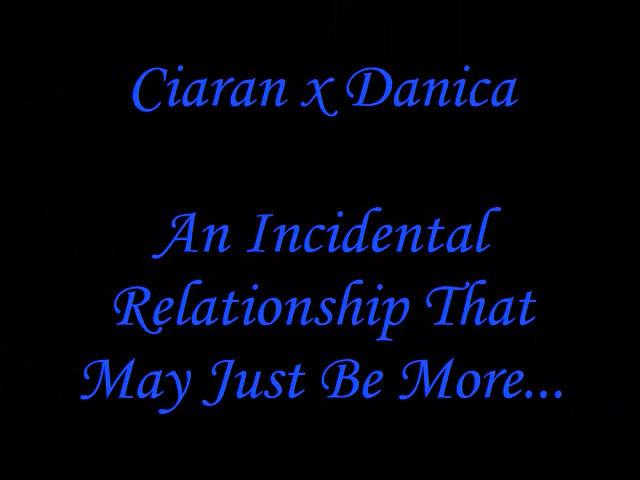 Ciaran x Danica
An Incidental
Relationship That
May Just Be More...